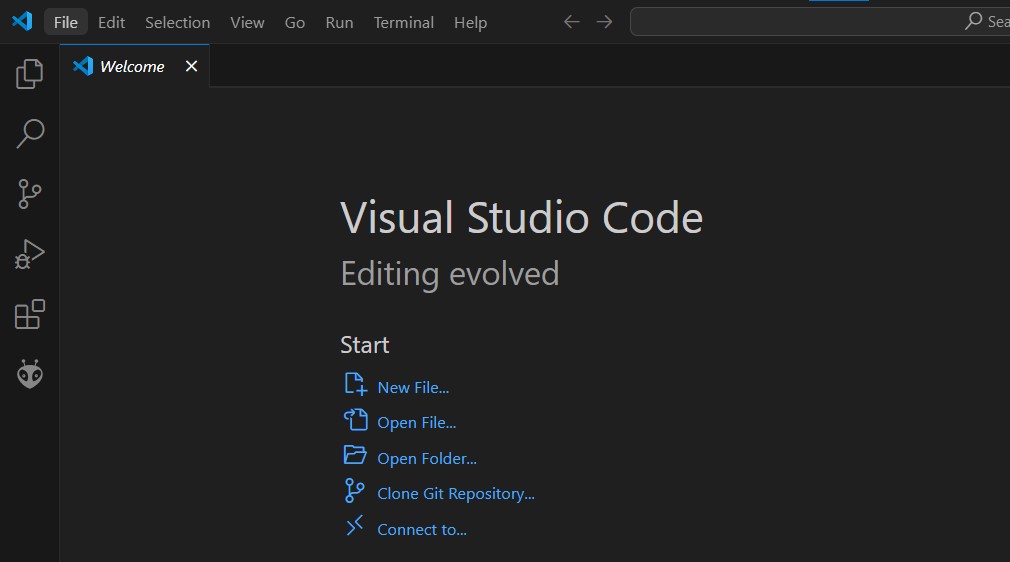 File Edit Selection View Go Run Terminal Help
Welcome
Visual Studio Code
Editing evolved
Start
New File...
Open File...
Open Folder...
Clone Git Repository...
Connect to...